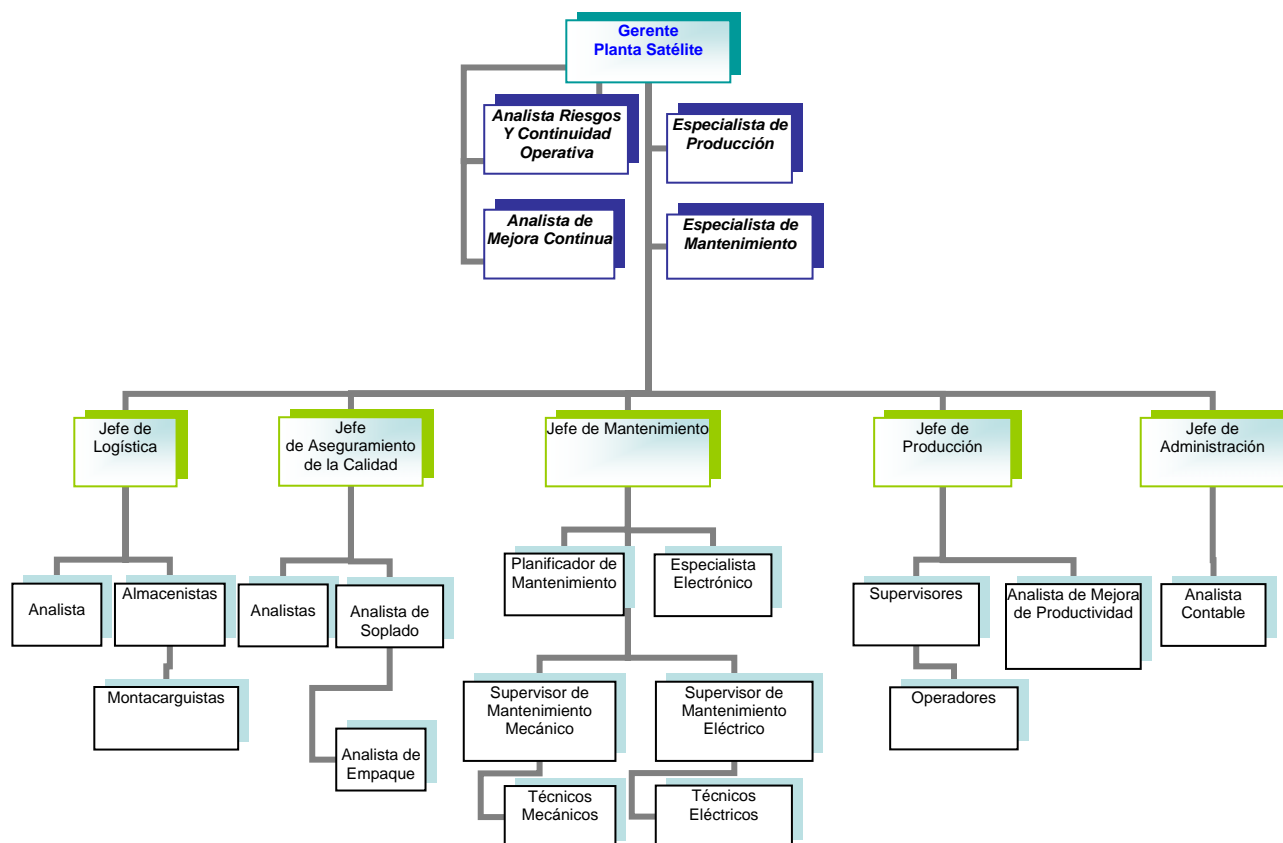 Gerente
Planta Satélite
Analista Riesgos
Y Continuidad
Operativa
Especialista de
Producción
Analista de
Mejora Continua
Especialista de
Mantenimiento
Jefe de
Logística
Jefe
de Aseguramiento
de la Calidad
Jefe de Mantenimiento
Jefe de
Producción
Jefe de
Administración
Analista
Almacenistas
Analistas
Analista de
Soplado
Planificador de
Mantenimiento
Especialista
Electrónico
Supervisores
Analista de Mejora
de Productividad
Analista
Contable
Montacarguistas
Analista de
Empaque
Supervisor de
Mantenimiento
Mecánico
Supervisor de
Mantenimiento
Eléctrico
Operadores
Técnicos
Mecánicos
Técnicos
Eléctricos